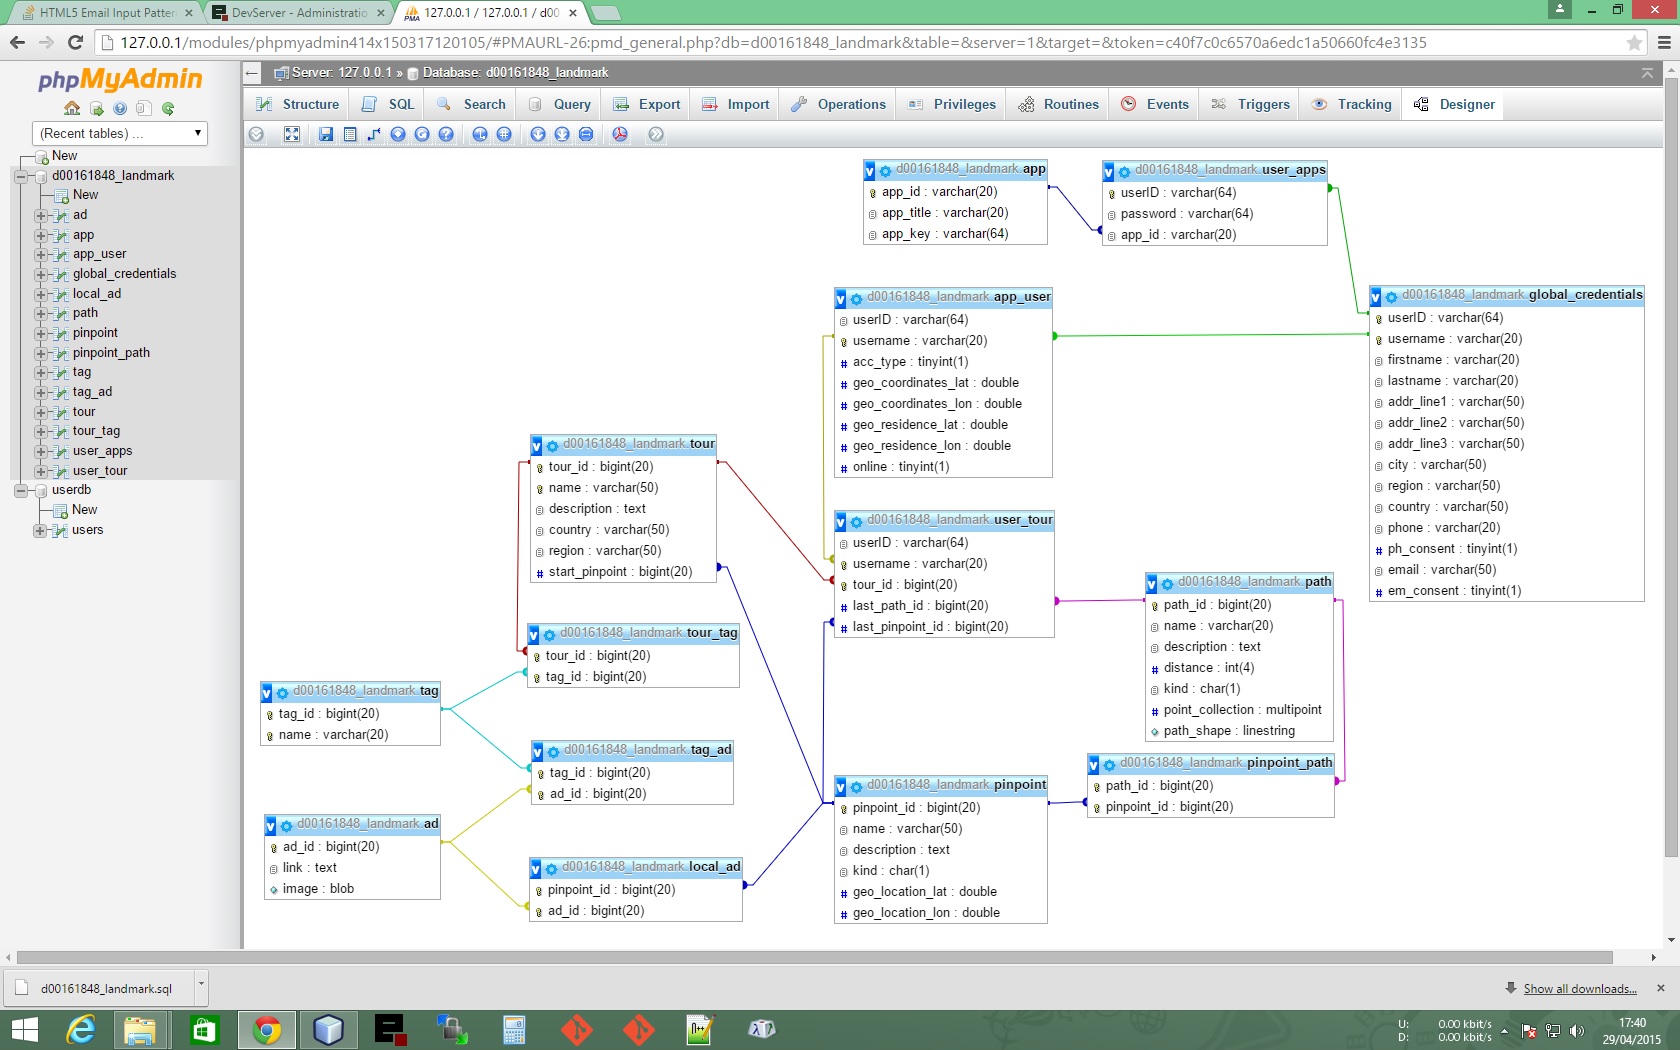 HTML5 Email Input Patter
DevServer - Administratio
127.0.0.1 / 127.0.0.1 / d00
127.0.0.1/modules/phpmyadmin414x150317120105/#PMAURL-26:pmd_general.php?db=d00161848_landmark&table=&server=1&target=&token=c40f7c0c6570a6edc1a50660fc4e3135
phpMyAdmin
(Recent tables) ...
New
d00161848_landmark
New
ad
app
app_user
global_credentials
local_ad
path
pinpoint
pinpoint_path
tag
tag_ad
tour
tour_tag
user_apps
user_tour
userdb
New
users
Server: 127.0.0.1 » Database: d00161848_landmark
Structure SQL Search Query Export Import Operations Privileges Routines Events Triggers Tracking Designer
d00161848_landmark app
app_id : varchar(20)
app_title : varchar(20)
app_key : varchar(64)
d00161848_landmark user_apps
userID : varchar(64)
password : varchar(64)
app_id : varchar(20)
d00161848_landmark app_user
userID : varchar(64)
username : varchar(20)
acc_type : tinyint(1)
geo_coordinates_lat : double
geo_coordinates_lon : double
geo_residence_lat : double
geo_residence_lon : double
online : tinyint(1)
d00161848_landmark global_credentials
userID : varchar(64)
username : varchar(20)
firstname : varchar(20)
lastname : varchar(20)
addr_line1 : varchar(50)
addr_line2 : varchar(50)
addr_line3 : varchar(50)
city : varchar(50)
region : varchar(50)
country : varchar(50)
phone : varchar(20)
ph_consent : tinyint(1)
email : varchar(50)
em_consent : tinyint(1)
d00161848_landmark tour
tour_id : bigint(20)
name : varchar(50)
description : text
country : varchar(50)
region : varchar(50)
start_pinpoint : bigint(20)
d00161848_landmark user_tour
userID : varchar(64)
username : varchar(20)
tour_id : bigint(20)
last_path_id : bigint(20)
last_pinpoint_id : bigint(20)
d00161848_landmark path
path_id : bigint(20)
name : varchar(20)
description : text
distance : int(4)
kind : char(1)
point_collection : multipoint
path_shape : linestring
d00161848_landmark tour_tag
tour_id : bigint(20)
tag_id : bigint(20)
d00161848_landmark tag
tag_id : bigint(20)
name : varchar(20)
d00161848_landmark tag_ad
tag_id : bigint(20)
ad_id : bigint(20)
d00161848_landmark pinpoint_path
path_id : bigint(20)
pinpoint_id : bigint(20)
d00161848_landmark pinpoint
pinpoint_id : bigint(20)
name : varchar(50)
description : text
kind : char(1)
geo_location_lat : double
geo_location_lon : double
d00161848_landmark ad
ad_id : bigint(20)
link : text
image : blob
d00161848_landmark local_ad
pinpoint_id : bigint(20)
ad_id : bigint(20)
d00161848_landmark.sql
Show all downloads...
U: 0.00 kbit/s
D: 0.00 kbit/s
17:40
29/04/2015